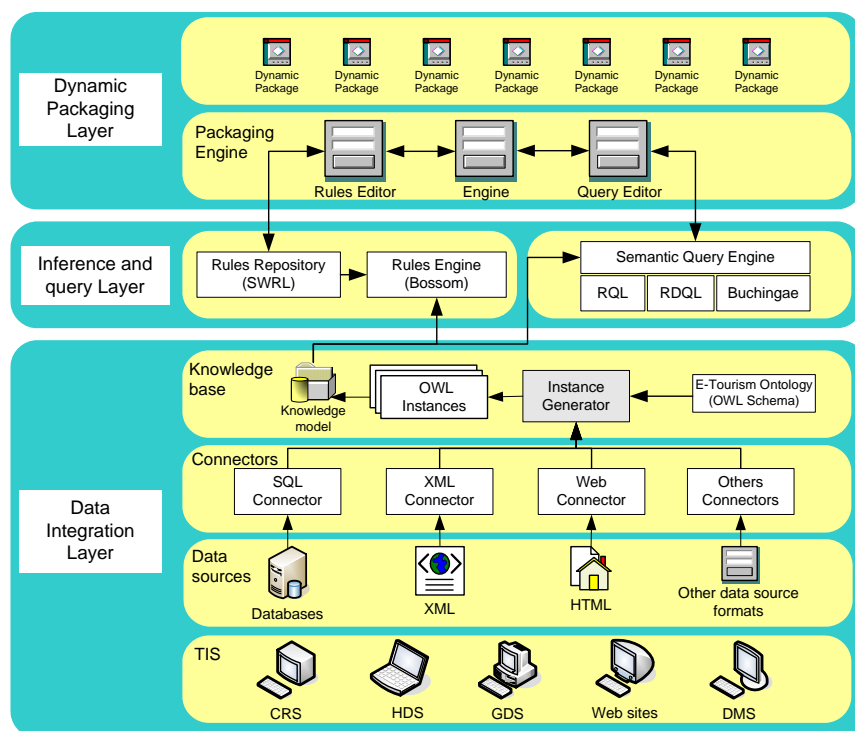 Dynamic
Packaging
Layer
Dynamic
Package
Dynamic
Package
Dynamic
Package
Dynamic
Package
Dynamic
Package
Dynamic
Package
Dynamic
Package
Packaging
Engine
Rules Editor
Engine
Query Editor
Inference and
query Layer
Rules Repository
(SWRL)
Rules Engine
(Bossom)
Semantic Query Engine
RQL
RDQL
Buchingae
Data
Integration
Layer
Knowledge
base
Knowledge
model
OWL
Instances
Instance
Generator
E-Tourism Ontology
(OWL Schema)
Connectors
SQL
Connector
XML
Connector
Web
Connector
Others
Connectors
Data
sources
Databases
XML
HTML
Other data source
formats
TIS
CRS
HDS
GDS
Web sites
DMS